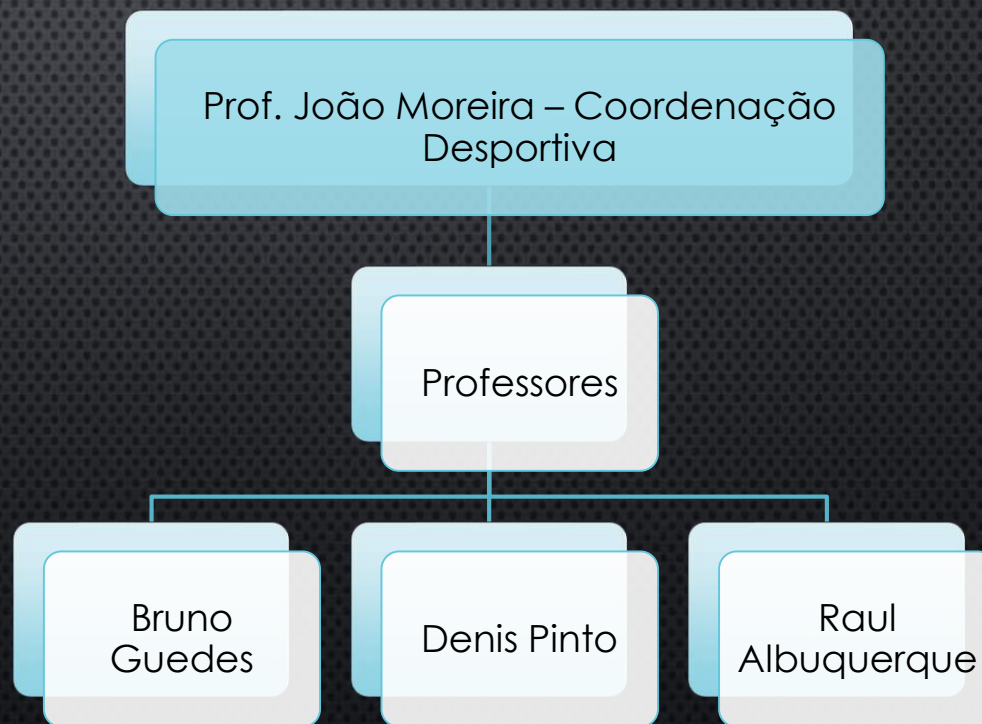 Prof. João Moreira – Coordenação
Desportiva
Professores
Bruno
Guedes
Denis Pinto
Raul
Albuquerque